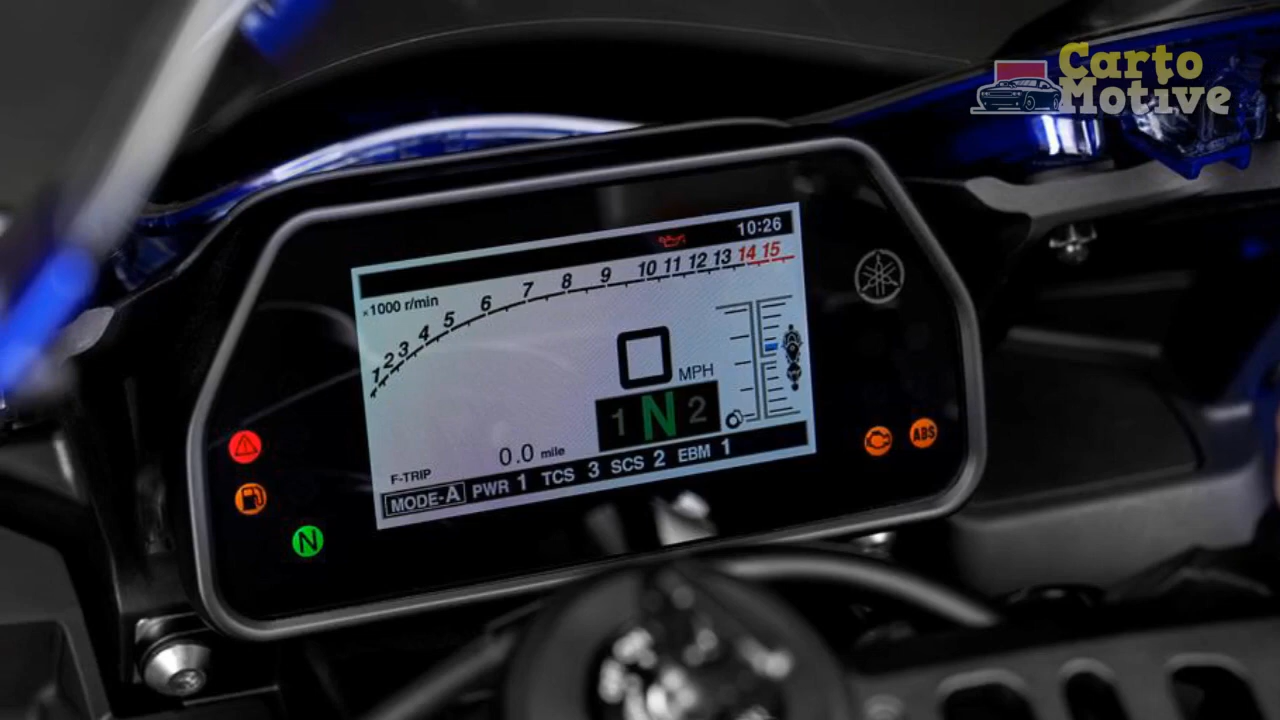 Carto
Motive
10:26
×1000 r/min
1 2 3 4 5 6 7 8 9 10 11 12 13 14 15
0 MPH
1 N 2
0.0 mile
F-TRIP
MODE-A PWR 1 TCS 3 SCS 2 EBM 1
ABS
N